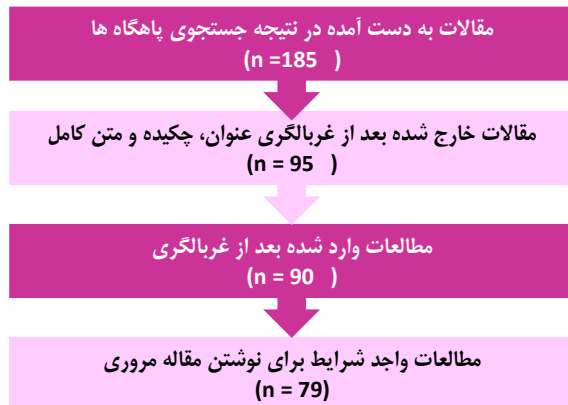 مقالات به دست آمده در نتیجه جستجوی پاهگاه ها
(n =185   )
مقالات خارج شده بعد از غربالگری عنوان، چکیده و متن کامل
(n = 95   )
مطالعات وارد شده بعد از غربالگری
(n = 90   )
مطالعات واجد شرایط برای نوشتن مقاله مروری
(n = 79)